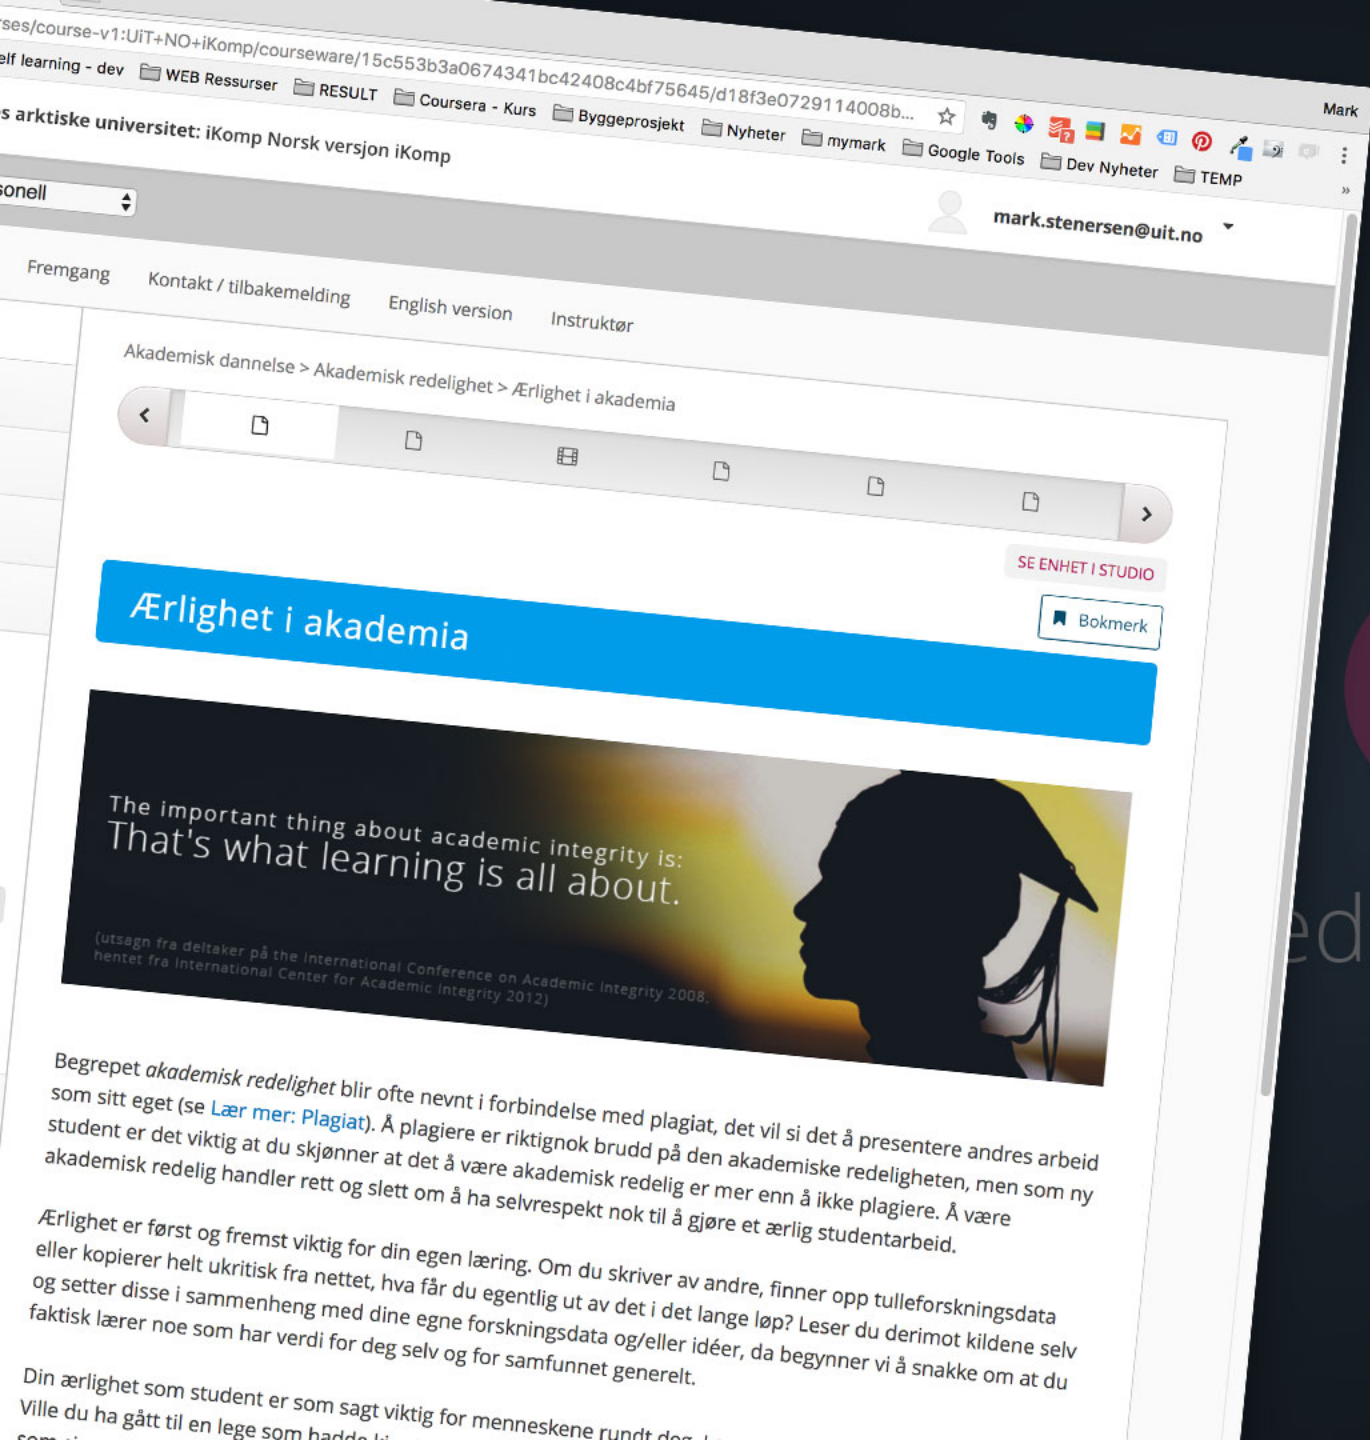 Mark
ses/course-v1:UiT+NO+iKomp/courseware/15c553b3a0674341bc42408c4bf75645/d18f3e0729114008b...
elf learning - dev WEB Ressurser RESULT Coursera - Kurs Byggeprosjekt Nyheter mymark Google Tools Dev Nyheter TEMP »
s arktiske universitet: iKomp Norsk versjon iKomp
mark.stenersen@uit.no
sonell
Fremgang Kontakt / tilbakemelding English version Instruktør
Akademisk dannelse > Akademisk redelighet > Ærlighet i akademia
SE ENHET I STUDIO
Bokmerk
Ærlighet i akademia
The important thing about academic integrity is:
That's what learning is all about.
(utsagn fra deltaker på the International Conference on Academic Integrity 2008.
hentet fra International Center for Academic Integrity 2012)
ed
Begrepet akademisk redelighet blir ofte nevnt i forbindelse med plagiat, det vil si det å presentere andres arbeid
som sitt eget (se Lær mer: Plagiat). Å plagiere er riktignok brudd på den akademiske redeligheten, men som ny
student er det viktig at du skjønner at det å være akademisk redelig er mer enn å ikke plagiere. Å være
akademisk redelig handler rett og slett om å ha selvrespekt nok til å gjøre et ærlig studentarbeid.
Ærlighet er først og fremst viktig for din egen læring. Om du skriver av andre, finner opp tulleforskningsdata
eller kopierer helt ukritisk fra nettet, hva får du egentlig ut av det i det lange løp? Leser du derimot kildene selv
og setter disse i sammenheng med dine egne forskningsdata og/eller idéer, da begynner vi å snakke om at du
faktisk lærer noe som har verdi for deg selv og for samfunnet generelt.
Din ærlighet som student er som sagt viktig for menneskene rundt deg
Ville du ha gått til en lege som hadde